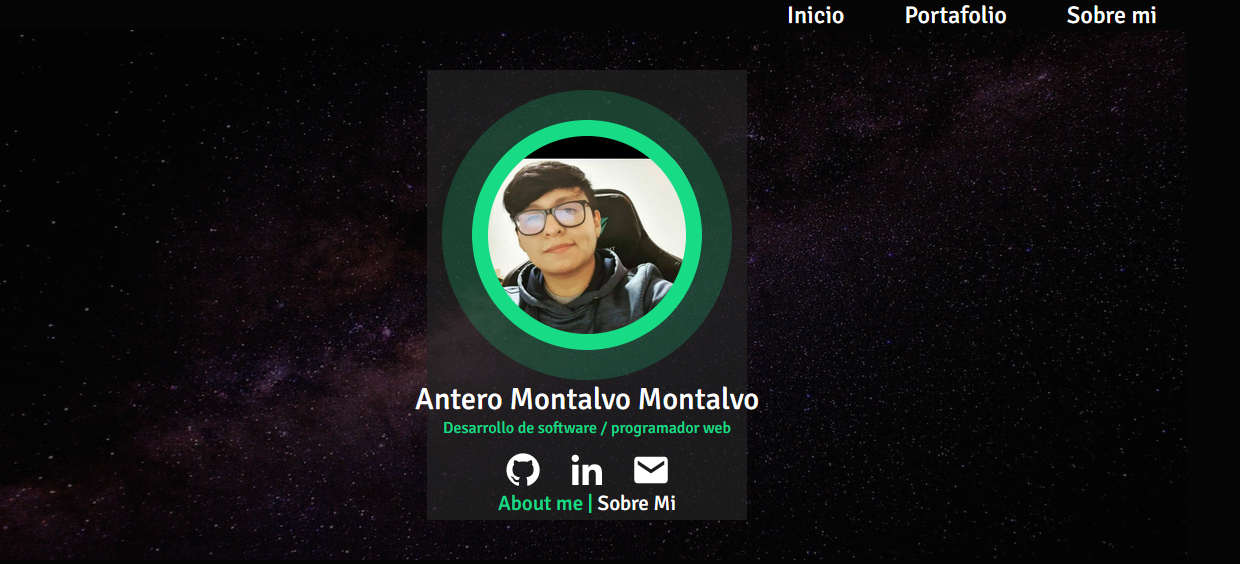 Inicio Portafolio Sobre mi
Antero Montalvo Montalvo
Desarrollo de software / programador web
About me | Sobre Mi